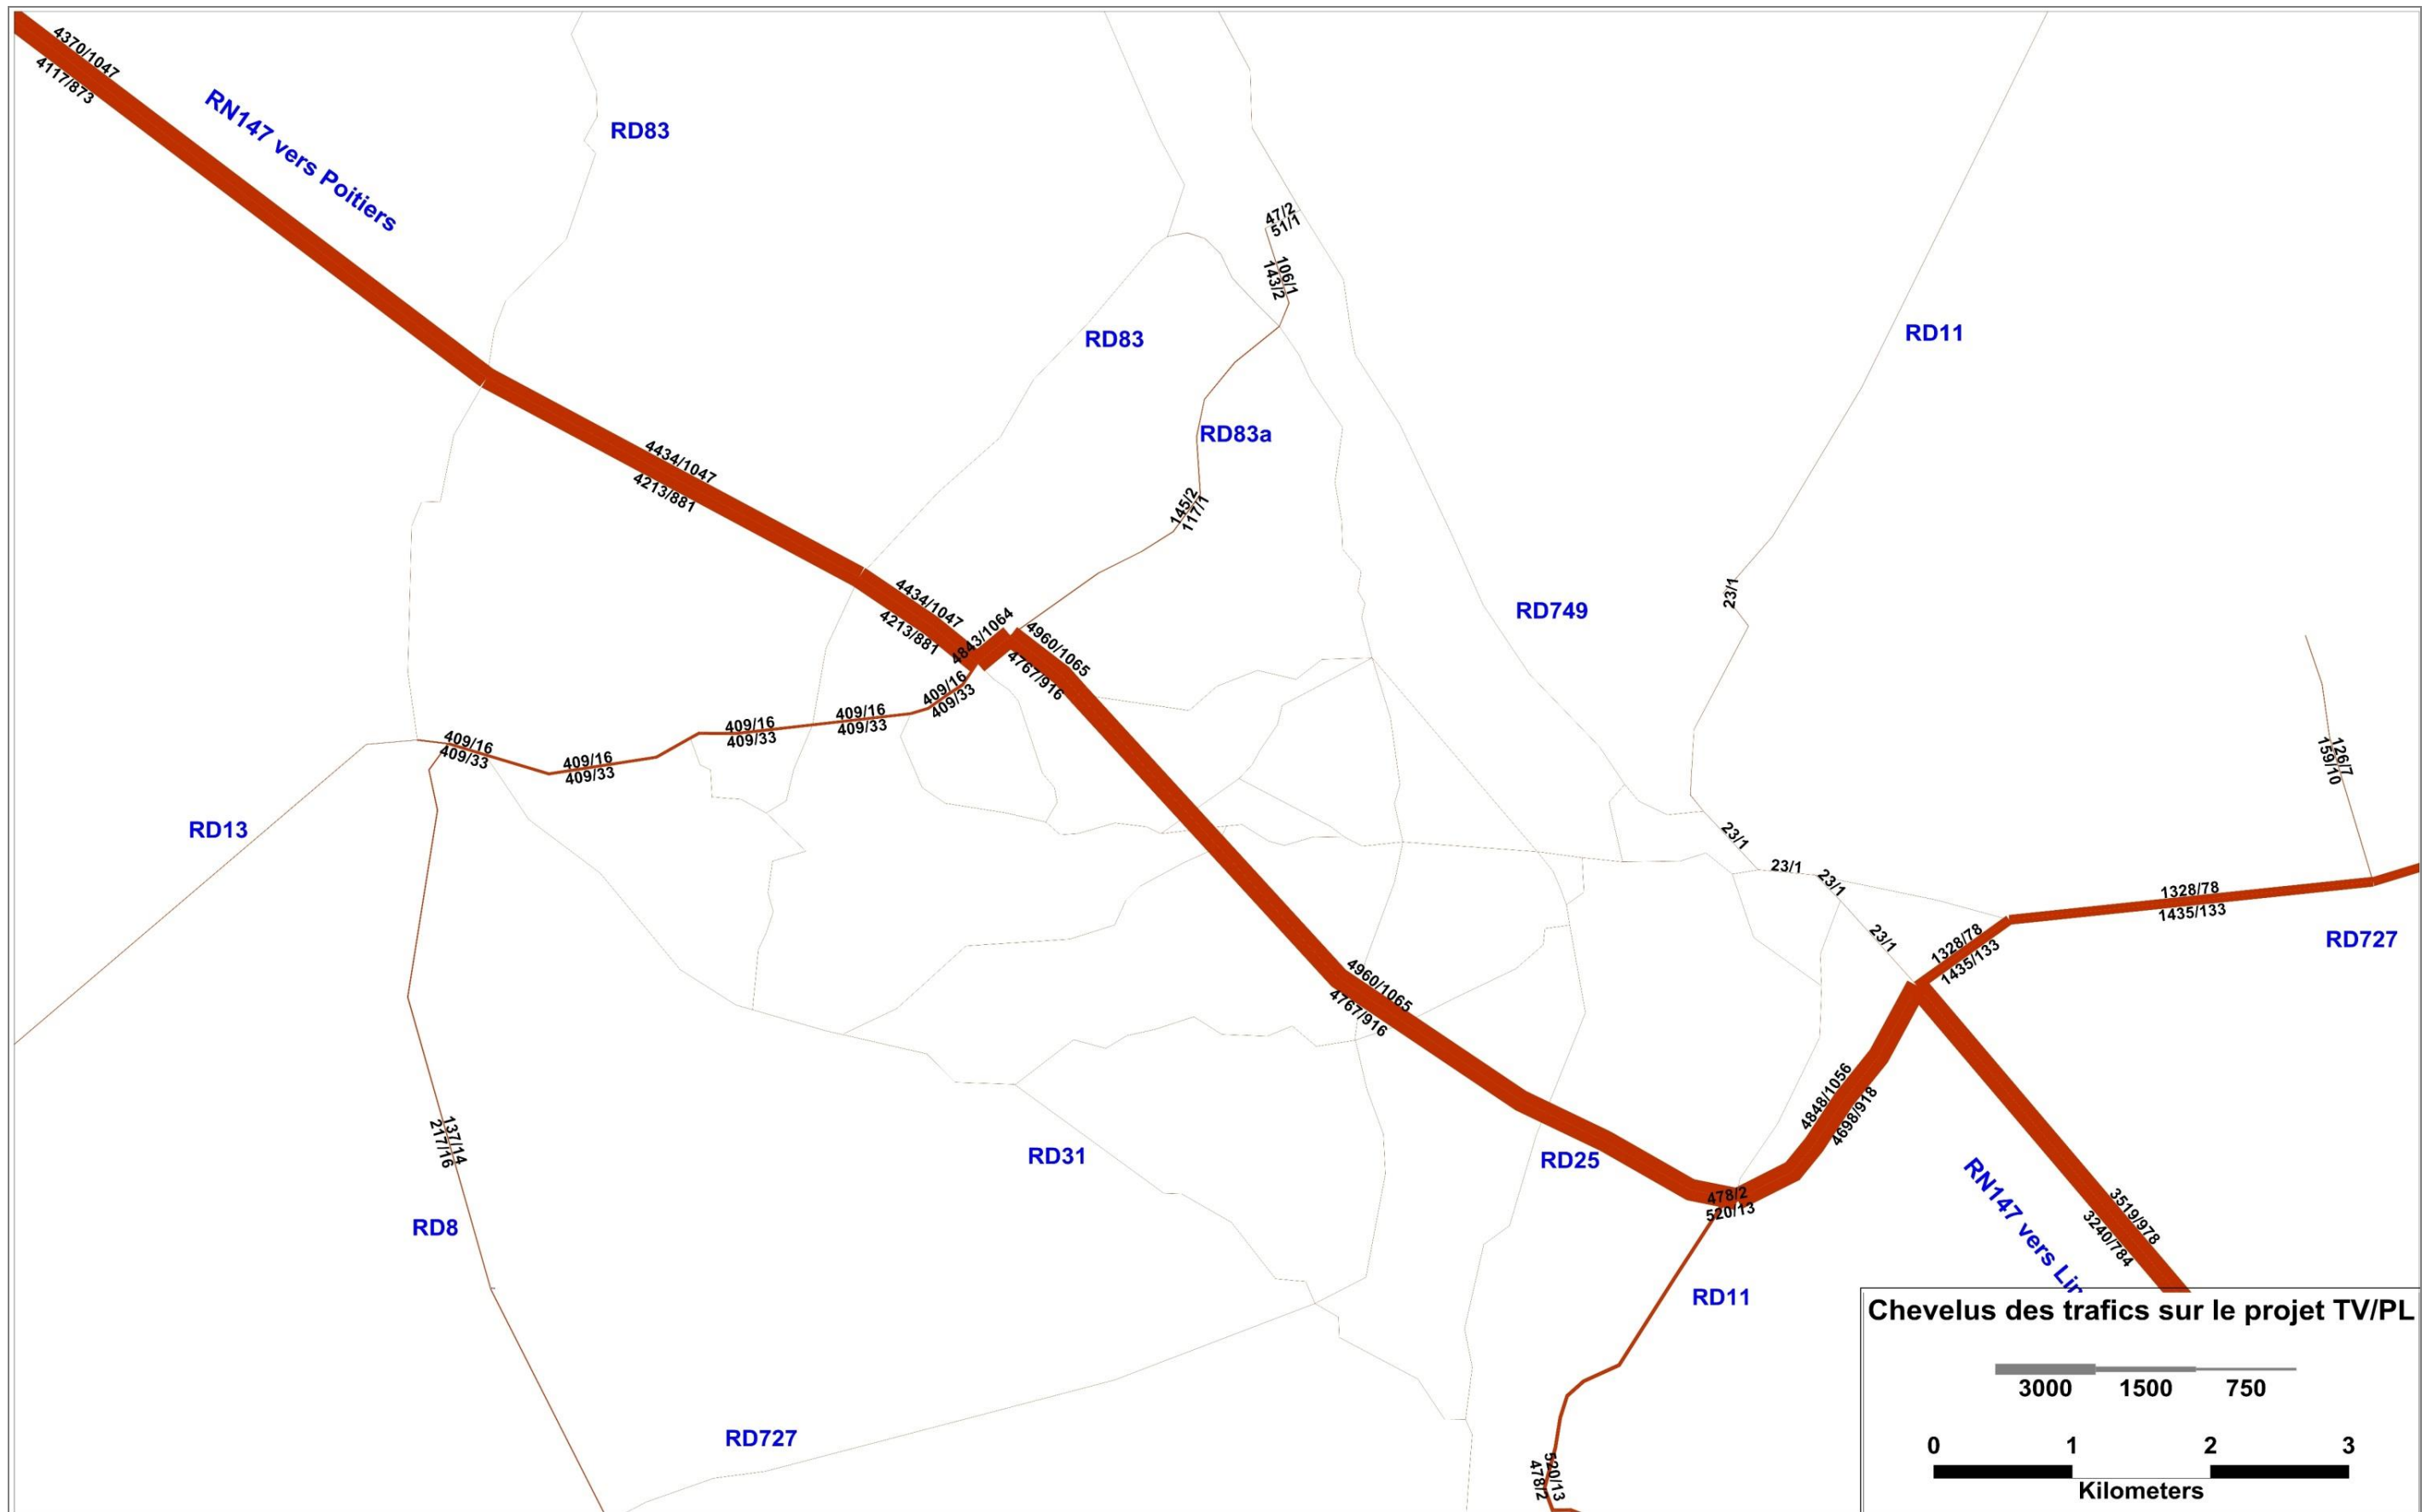 4370/1047
4117/873
RN147 vers Poitiers
RD83
47/2
51/1
106/1
143/2
RD83
RD11
RD83a
4434/1047
4213/881
145/2
117/1
23/1
4434/1047
4213/881
4843/1064
4960/1065
4767/916
RD749
409/16
409/33
409/16
409/33
409/16
409/33
409/16
409/33
409/16
409/33
126/7
159/10
RD13
23/1
23/1
23/1
23/1
1328/78
1435/133
RD727
1328/78
1435/133
4960/1065
4767/916
4848/1056
4698/918
137/14
217/16
RD31
RD25
478/2
520/13
RN147 vers
3519/978
3240/784
RD8
RD11
RD727
520/13
478/2
Chevelus des trafics sur le projet TV/PL
3000 1500 750
0 1 2 3
Kilometers